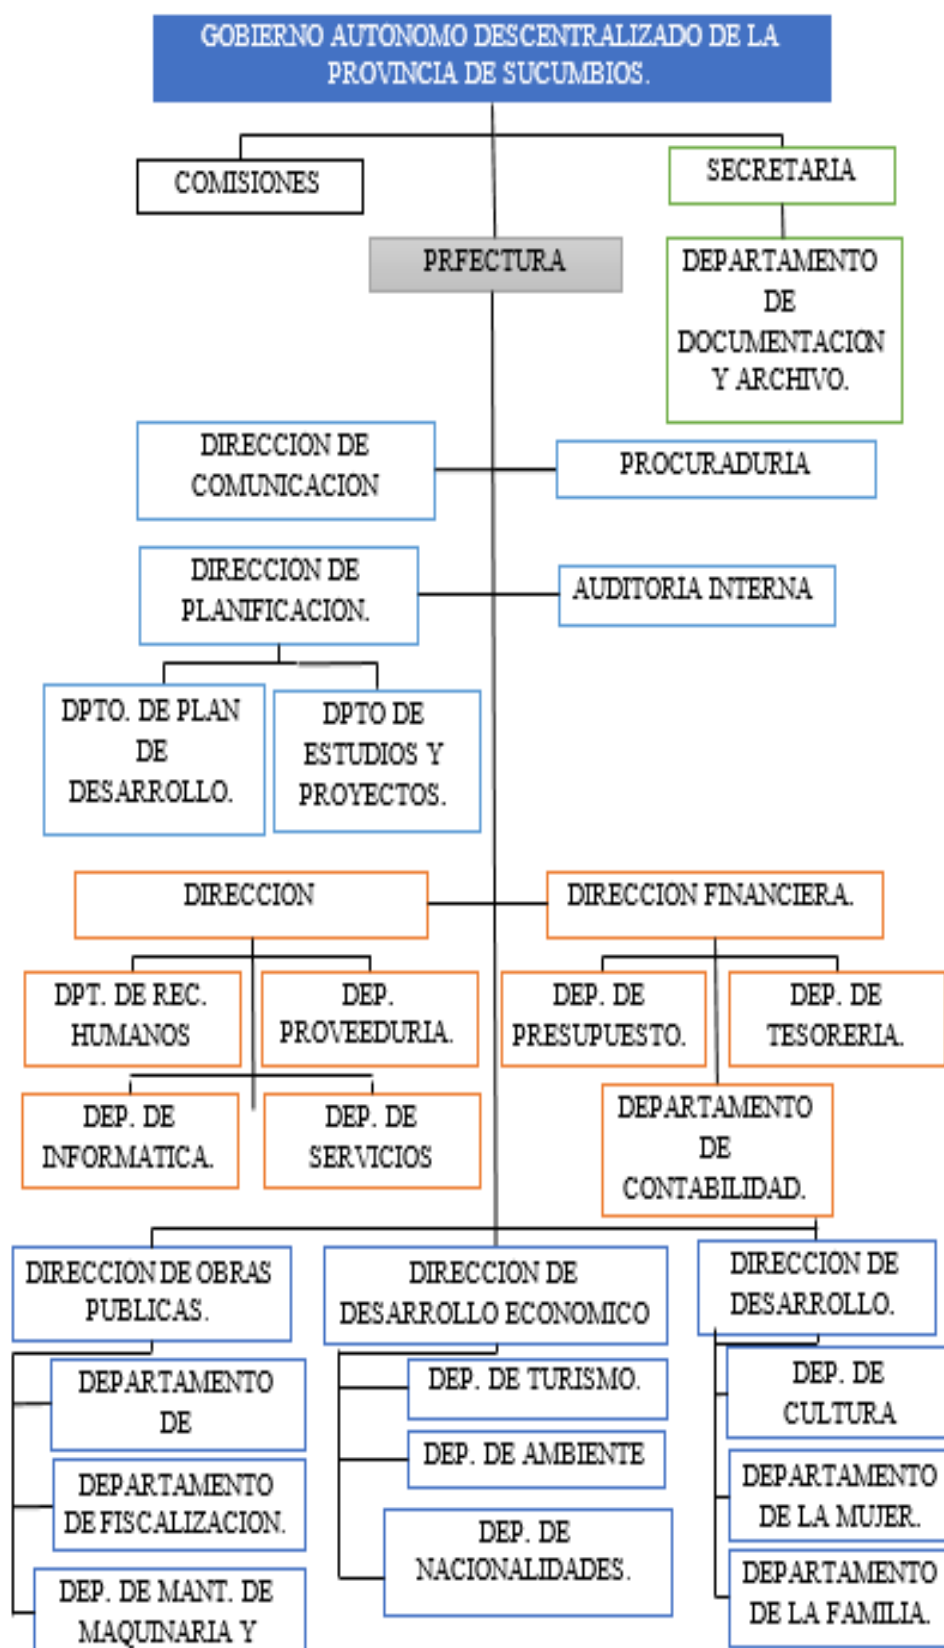 GOBIERNO AUTONOMO DESCENTRALIZADO DE LA
PROVINCIA DE SUCUMBIOS.
COMISIONES
SECRETARIA
PRFECTURA
DEPARTAMENTO
DE
DOCUMENTACION
Y ARCHIVO.
DIRECCION DE
COMUNICACIÓN
PROCURADURIA
DIRECCION DE
PLANIFICACION.
AUDITORIA INTERNA
DPTO. DE PLAN
DE
DESARROLLO.
DPTO DE
ESTUDIOS Y
PROYECTOS.
DIRECCION
DIRECCION FINANCIERA.
DPT. DE REC.
HUMANOS
DEP.
PROVEEDURIA.
DEP. DE
PRESUPUESTO.
DEP. DE
TESORERIA.
DEP. DE
INFORMATICA.
DEP. DE
SERVICIOS
DEPARTAMENTO
DE
CONTABILIDAD.
DIRECCION DE OBRAS
PUBLICAS.
DIRECCION DE
DESARROLLO ECONOMICO
DIRECCION DE
DESARROLLO.
DEPARTAMENTO
DE
DEPARTAMENTO
DE FISCALIZACION.
DEP. DE MANT. DE
MAQUINARIA Y
DEP. DE TURISMO.
DEP. DE AMBIENTE
DEP. DE
NACIONALIDADES.
DEP. DE
CULTURA
DEPARTAMENTO
DE LA MUJER.
DEPARTAMENTO
DE LA FAMILIA.